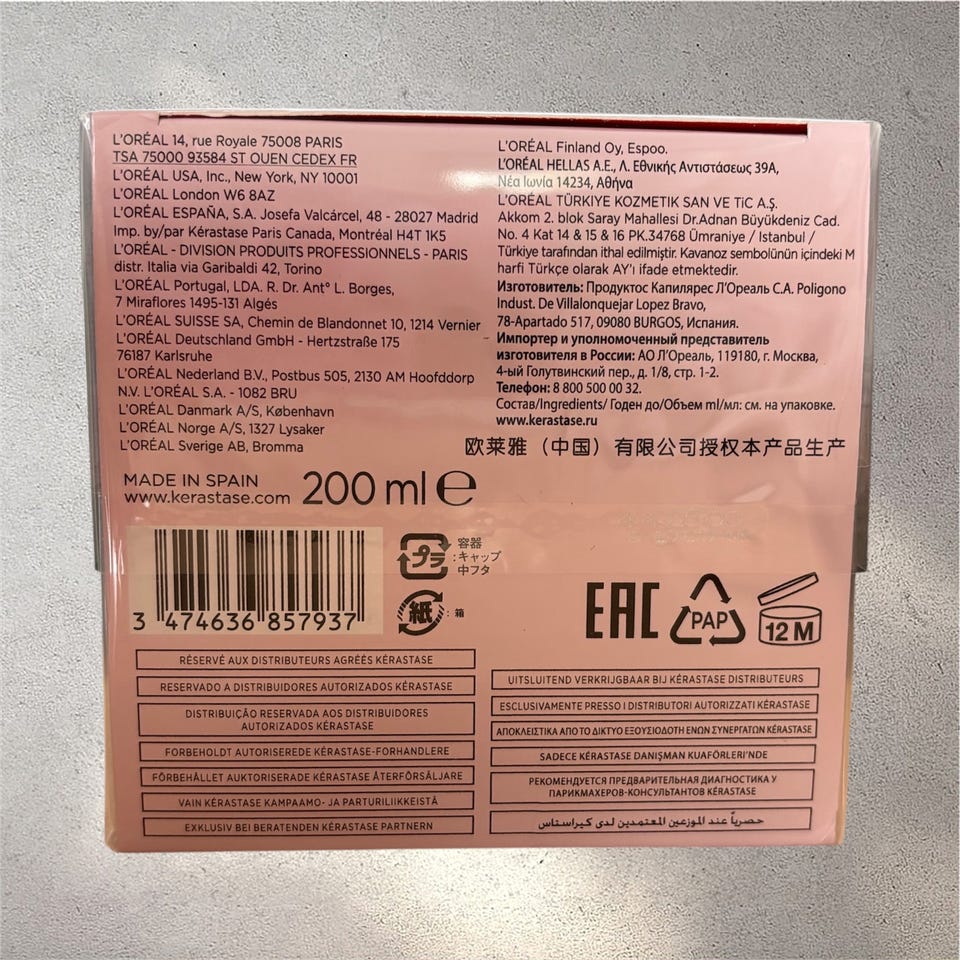 L'ORÉAL 14, rue Royale 75008 PARIS
TSA 75000 93584 ST OUEN CEDEX FR
L'ORÉAL USA, Inc., New York, NY 10001
L'ORÉAL London W6 8AZ
L'ORÉAL ESPAÑA, S.A. Josefa Valcárcel, 48 - 28027 Madrid
Imp. by/par Kérastase Paris Canada, Montréal H4T 1K5
L'ORÉAL - DIVISION PRODUITS PROFESSIONNELS - PARIS
distr. Italia via Garibaldi 42, Torino
L'ORÉAL Portugal, LDA. R. Dr. Antº L. Borges,
7 Miraflores 1495-131 Algés
L'ORÉAL SUISSE SA, Chemin de Blandonnet 10, 1214 Vernier
L'ORÉAL Deutschland GmbH - Hertzstraße 175
76187 Karlsruhe
L'ORÉAL Nederland B.V., Postbus 505, 2130 AM Hoofddorp
N.V. L'ORÉAL S.A. - 1082 BRU
L'ORÉAL Danmark A/S, København
L'ORÉAL Norge A/S, 1327 Lysaker
L'ORÉAL Sverige AB, Bromma
L'ORÉAL Finland Oy, Espoo.
L'ORÉAL HELLAS A.E., Λ. Εθνικής Αντιστάσεως 39A,
Νέα Ιωνία 14234, Αθήνα
L'ORÉAL TÜRKIYE KOZMETIK SAN VE TiC A.Ş.
Akkom 2. blok Saray Mahallesi Dr.Adnan Büyükdeniz Cad.
No. 4 Kat 14 & 15 & 16 PK.34768 Ümraniye / Istanbul /
Türkiye tarafından ithal edilmiştir. Kavanoz sembolünün içindeki M
harfi Türkçe olarak AY'ı ifade etmektedir.
Изготовитель: Продуктос Капилярес Л'Ореаль С.А. Poligono
Indust. De Villalonquejar Lopez Bravo,
78-Apartado 517, 09080 BURGOS, Испания.
Импортер и уполномоченный представитель
изготовителя в России: АО Л'Ореаль, 119180, г. Москва,
4-ый Голутвинский пер., д. 1/8, стр. 1-2.
Телефон: 8 800 500 00 32.
Состав/Ingredients/ Годен до/Объем ml/мл: см. на упаковке.
www.kerastase.ru
欧莱雅（中国）有限公司授权本产品生产
MADE IN SPAIN
www.kerastase.com
200 ml ℮
プラ
容器
:キャップ
中フタ
紙 : 箱
3 474636 857937
EAC
PAP
12 M
RÉSERVÉ AUX DISTRIBUTEURS AGRÉÉS KÉRASTASE
RESERVADO A DISTRIBUIDORES AUTORIZADOS KÉRASTASE
DISTRIBUIÇÃO RESERVADA AOS DISTRIBUIDORES
AUTORIZADOS KÉRASTASE
FORBEHOLDT AUTORISEREDE KÉRASTASE-FORHANDLERE
FÖRBEHÅLLET AUKTORISERADE KÉRASTASE ÅTERFÖRSÄLJARE
VAIN KÉRASTASE KAMPAAMO- JA PARTURILIIKKEISTÄ
EXKLUSIV BEI BERATENDEN KÉRASTASE PARTNERN
UITSLUITEND VERKRIJGBAAR BIJ KÉRASTASE DISTRIBUTEURS
ESCLUSIVAMENTE PRESSO I DISTRIBUTORI AUTORIZZATI KÉRASTASE
ΑΠΟΚΛΕΙΣΤΙΚΑ ΑΠΟ ΤΟ ΔΙΚΤΥΟ ΕΞΟΥΣΙΟΔΟΤΗ ΕΝΩΝ ΣΥΝΕΡΓΑΤΩΝ KÉRASTASE
SADECE KÉRASTASE DANIŞMAN KUAFÖRLERİ'NDE
РЕКОМЕНДУЕТСЯ ПРЕДВАРИТЕЛЬНАЯ ДИАГНОСТИКА У
ПАРИКМАХЕРОВ-КОНСУЛЬТАНТОВ KÉRASTASE
حصرياً عند الموزعين المعتمدين لدى كيراستاس